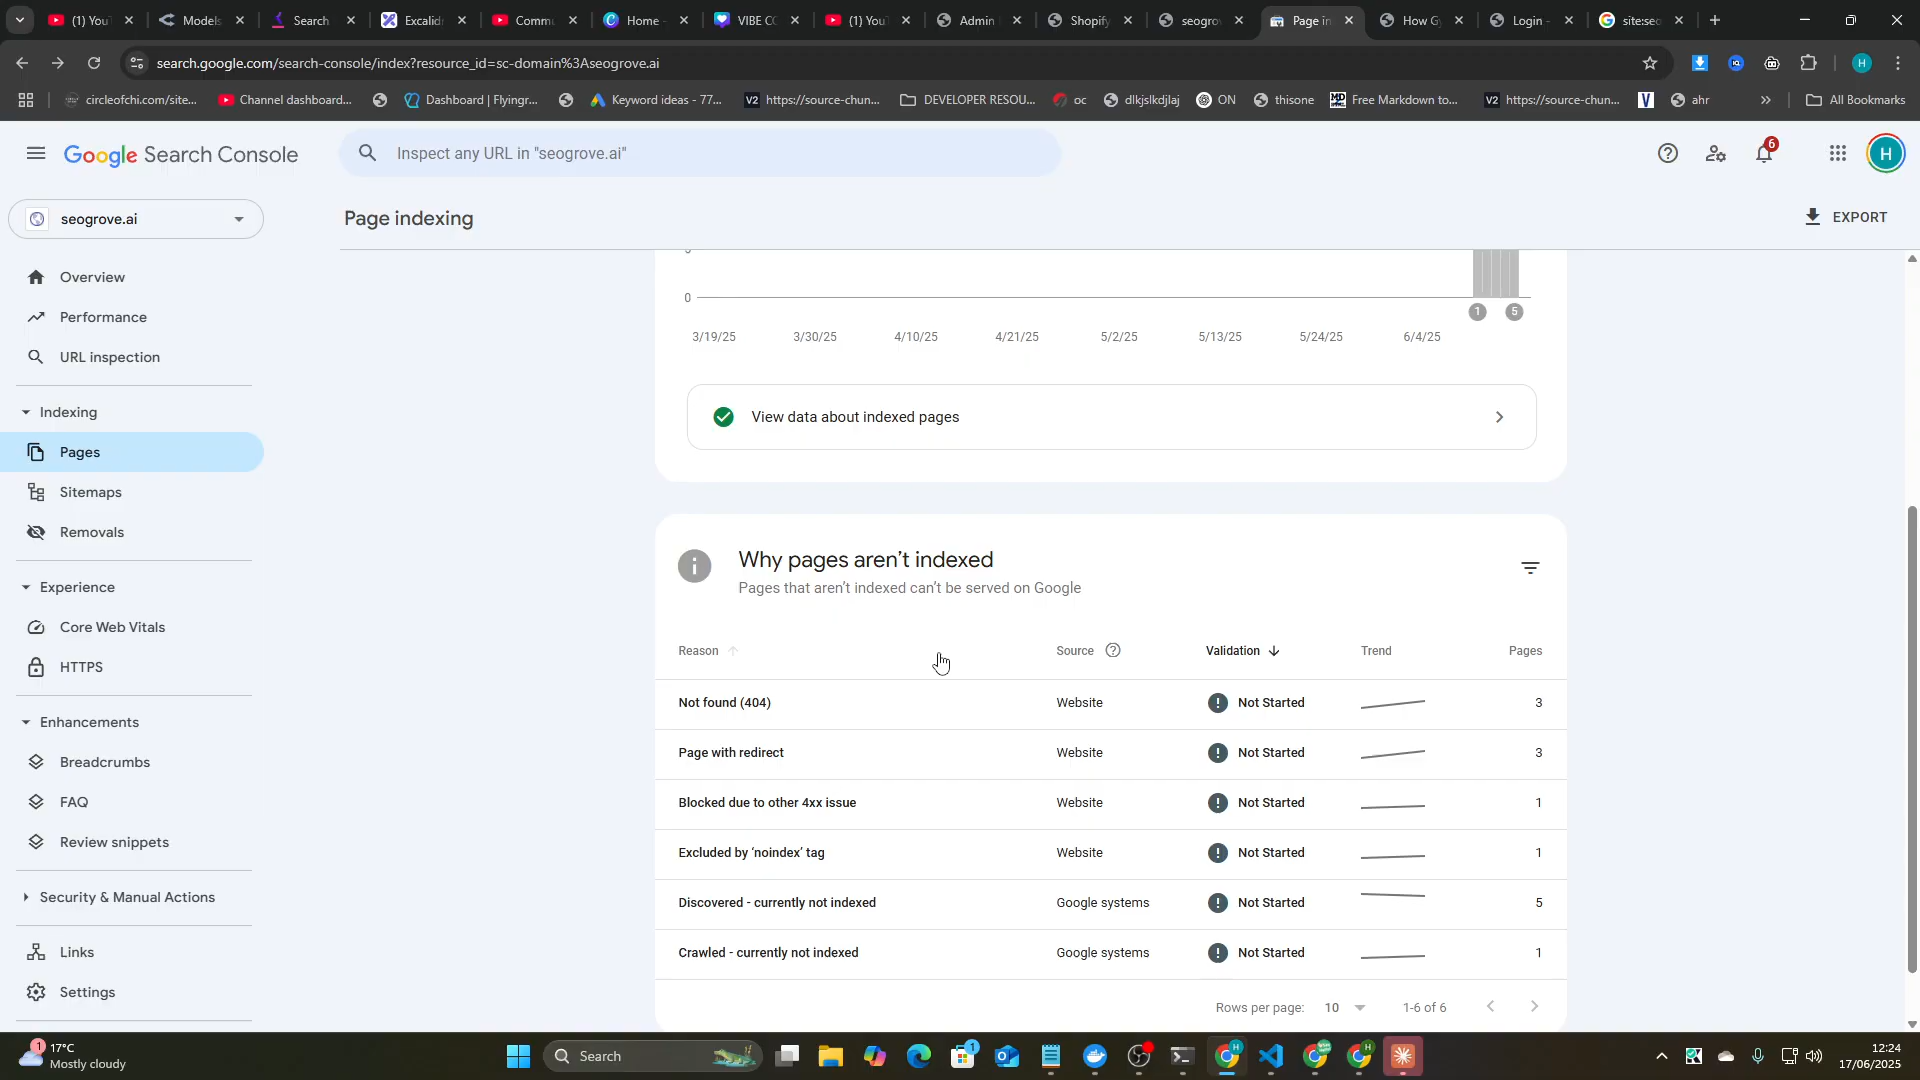 (1) You
Models
Search
Excalid
Commu
Home -
VIBE CO
(1) You
Admin
Shopify
seogro
Page in
How G
Login -
site:seo
search.google.com/search-console/index?resource_id=sc-domain%3Aseogrove.ai
H
circleofchi.com/site...
Channel dashboard...
Dashboard | Flyingr...
Keyword ideas - 77...
V2 https://source-chun...
DEVELOPER RESOU...
oc
dlkjslkdjlaj
ON
thisone
Free Markdown to...
V2 https://source-chun...
ahr
All Bookmarks
Google Search Console
Inspect any URL in "seogrove.ai"
6
H
seogrove.ai
Page indexing
EXPORT
Overview
Performance
URL inspection
Indexing
Pages
Sitemaps
Removals
Experience
Core Web Vitals
HTTPS
Enhancements
Breadcrumbs
FAQ
Review snippets
Security & Manual Actions
Links
Settings
0
1 5
3/19/25 3/30/25 4/10/25 4/21/25 5/2/25 5/13/25 5/24/25 6/4/25
View data about indexed pages
Why pages aren’t indexed
Pages that aren’t indexed can’t be served on Google
Reason Source Validation Trend Pages
Not found (404) Website Not Started 3
Page with redirect Website Not Started 3
Blocked due to other 4xx issue Website Not Started 1
Excluded by ‘noindex’ tag Website Not Started 1
Discovered - currently not indexed Google systems Not Started 5
Crawled - currently not indexed Google systems Not Started 1
Rows per page: 10 1-6 of 6
1
17°C
Mostly cloudy
Search
1
12:24
17/06/2025